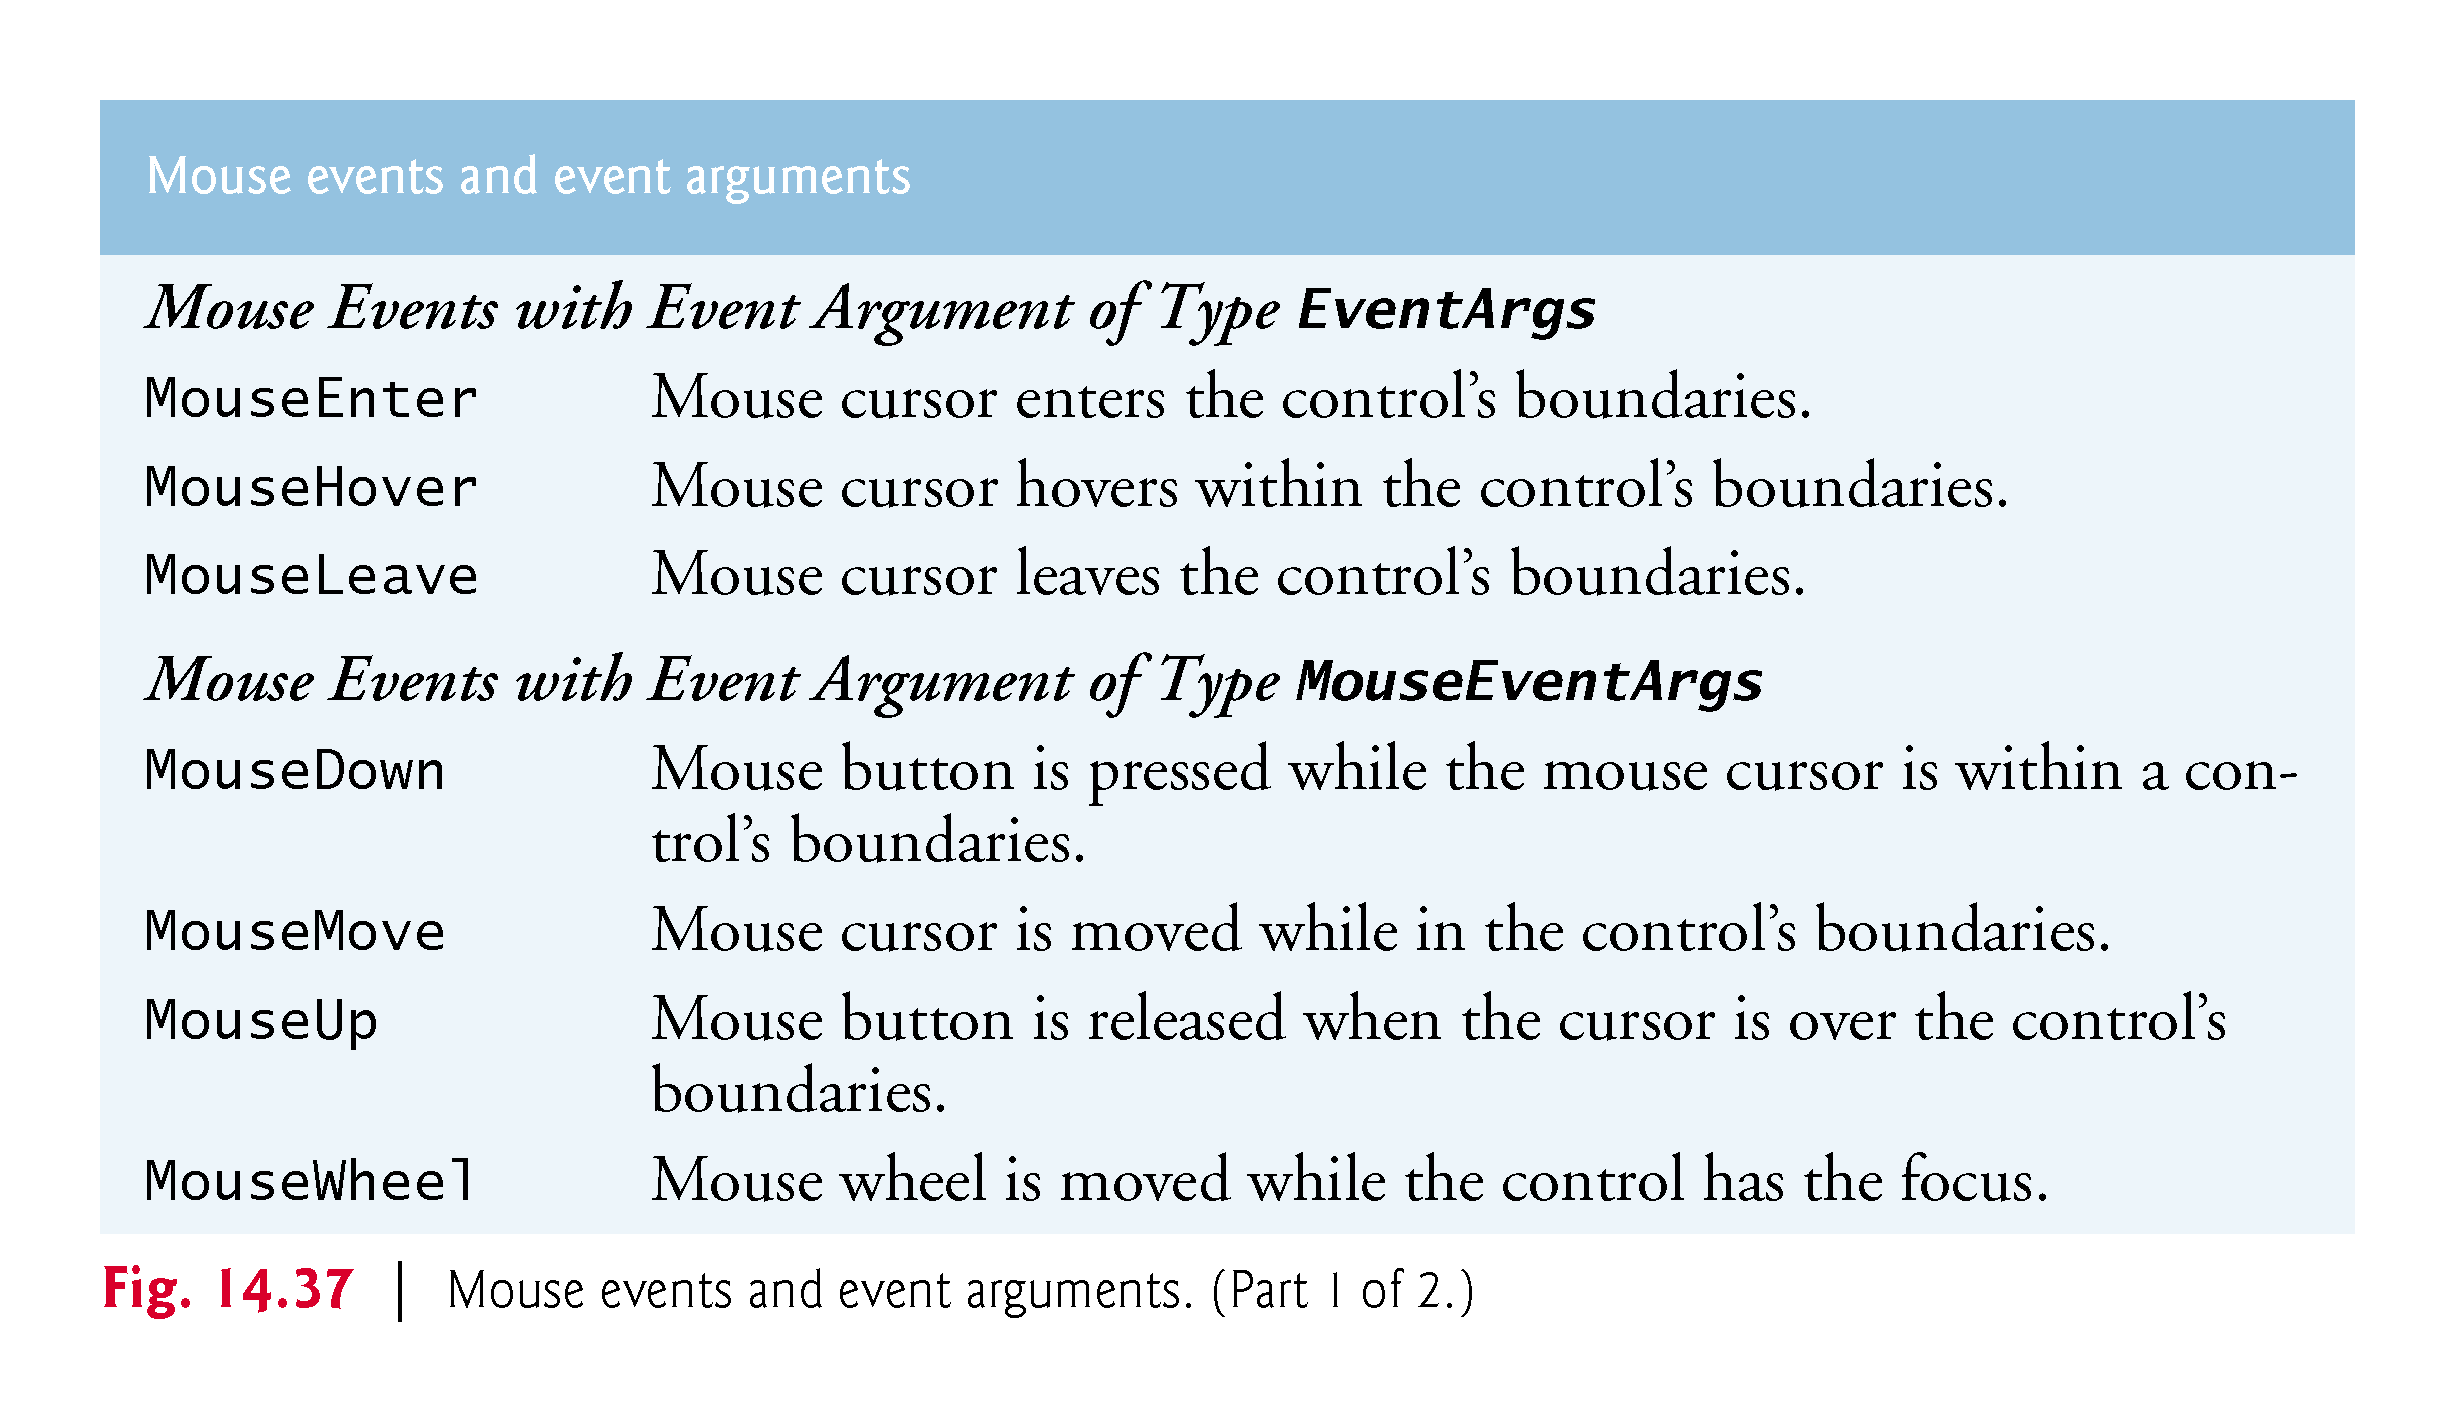 Mouse events and event arguments
Mouse Events with Event Argument of Type EventArgs
MouseEnter Mouse cursor enters the control’s boundaries.
MouseHover Mouse cursor hovers within the control’s boundaries.
MouseLeave Mouse cursor leaves the control’s boundaries.
Mouse Events with Event Argument of Type MouseEventArgs
MouseDown Mouse button is pressed while the mouse cursor is within a con-
trol’s boundaries.
MouseMove Mouse cursor is moved while in the control’s boundaries.
MouseUp Mouse button is released when the cursor is over the control’s
boundaries.
MouseWheel Mouse wheel is moved while the control has the focus.
Fig. 14.37 | Mouse events and event arguments. (Part 1 of 2.)